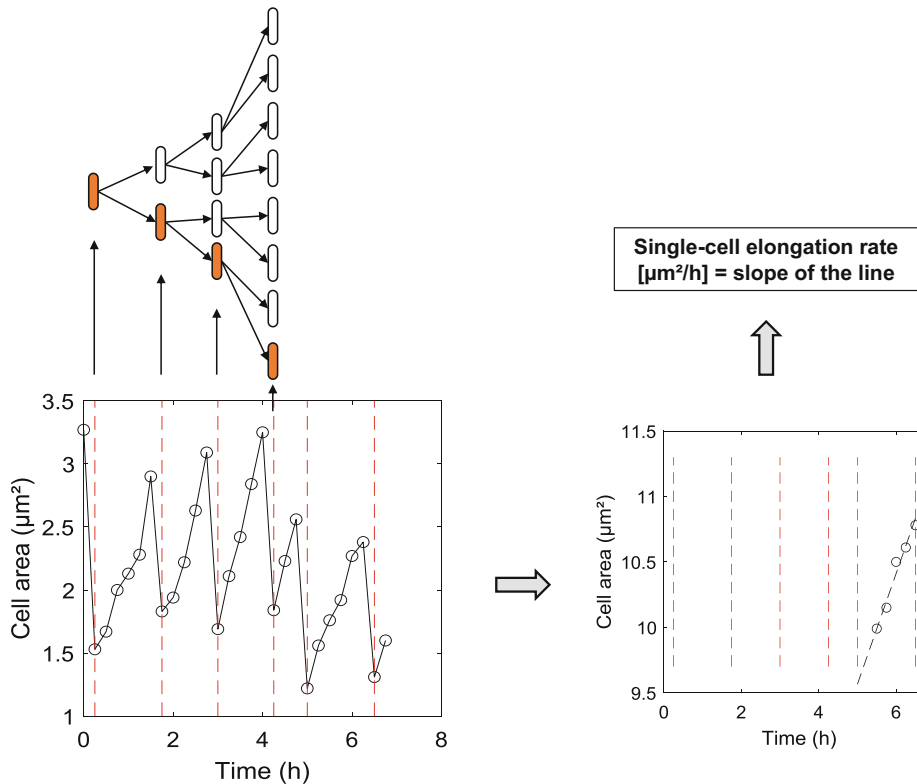 Single-cell elongation rate
[µm²/h] = slope of the line
3.5
3
2.5
2
1.5
1
Cell area (µm²)
0 2 4 6 8
Time (h)
11.5
11
10.5
10
9.5
Cell area (µm²)
0 2 4 6
Time (h)